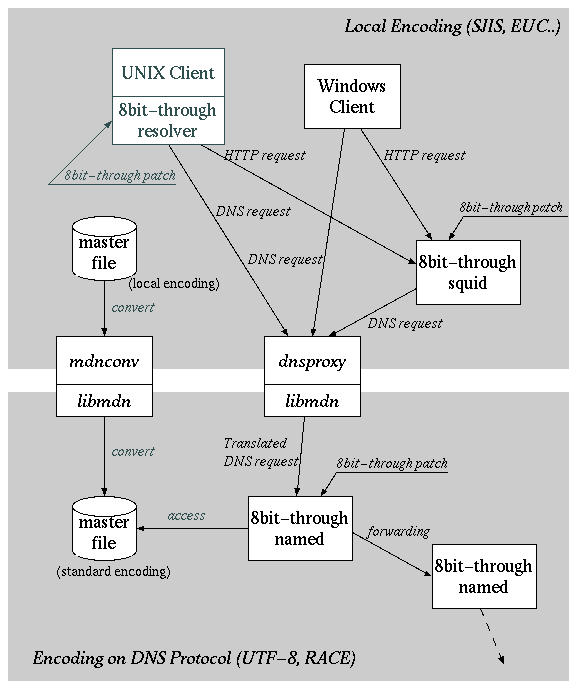 Local Encoding (SJIS, EUC..)
UNIX Client
8bit-through
resolver
Windows
Client
HTTP request
HTTP request
8bit-through patch
DNS request
8bit-through patch
master
file
(local encoding)
DNS request
8bit-through
squid
convert
DNS request
mdnconv
libmdn
dnsproxy
libmdn
convert
Translated
DNS request
8bit-through patch
master
file
(standard encoding)
access
8bit-through
named
forwarding
8bit-through
named
Encoding on DNS Protocol (UTF-8, RACE)